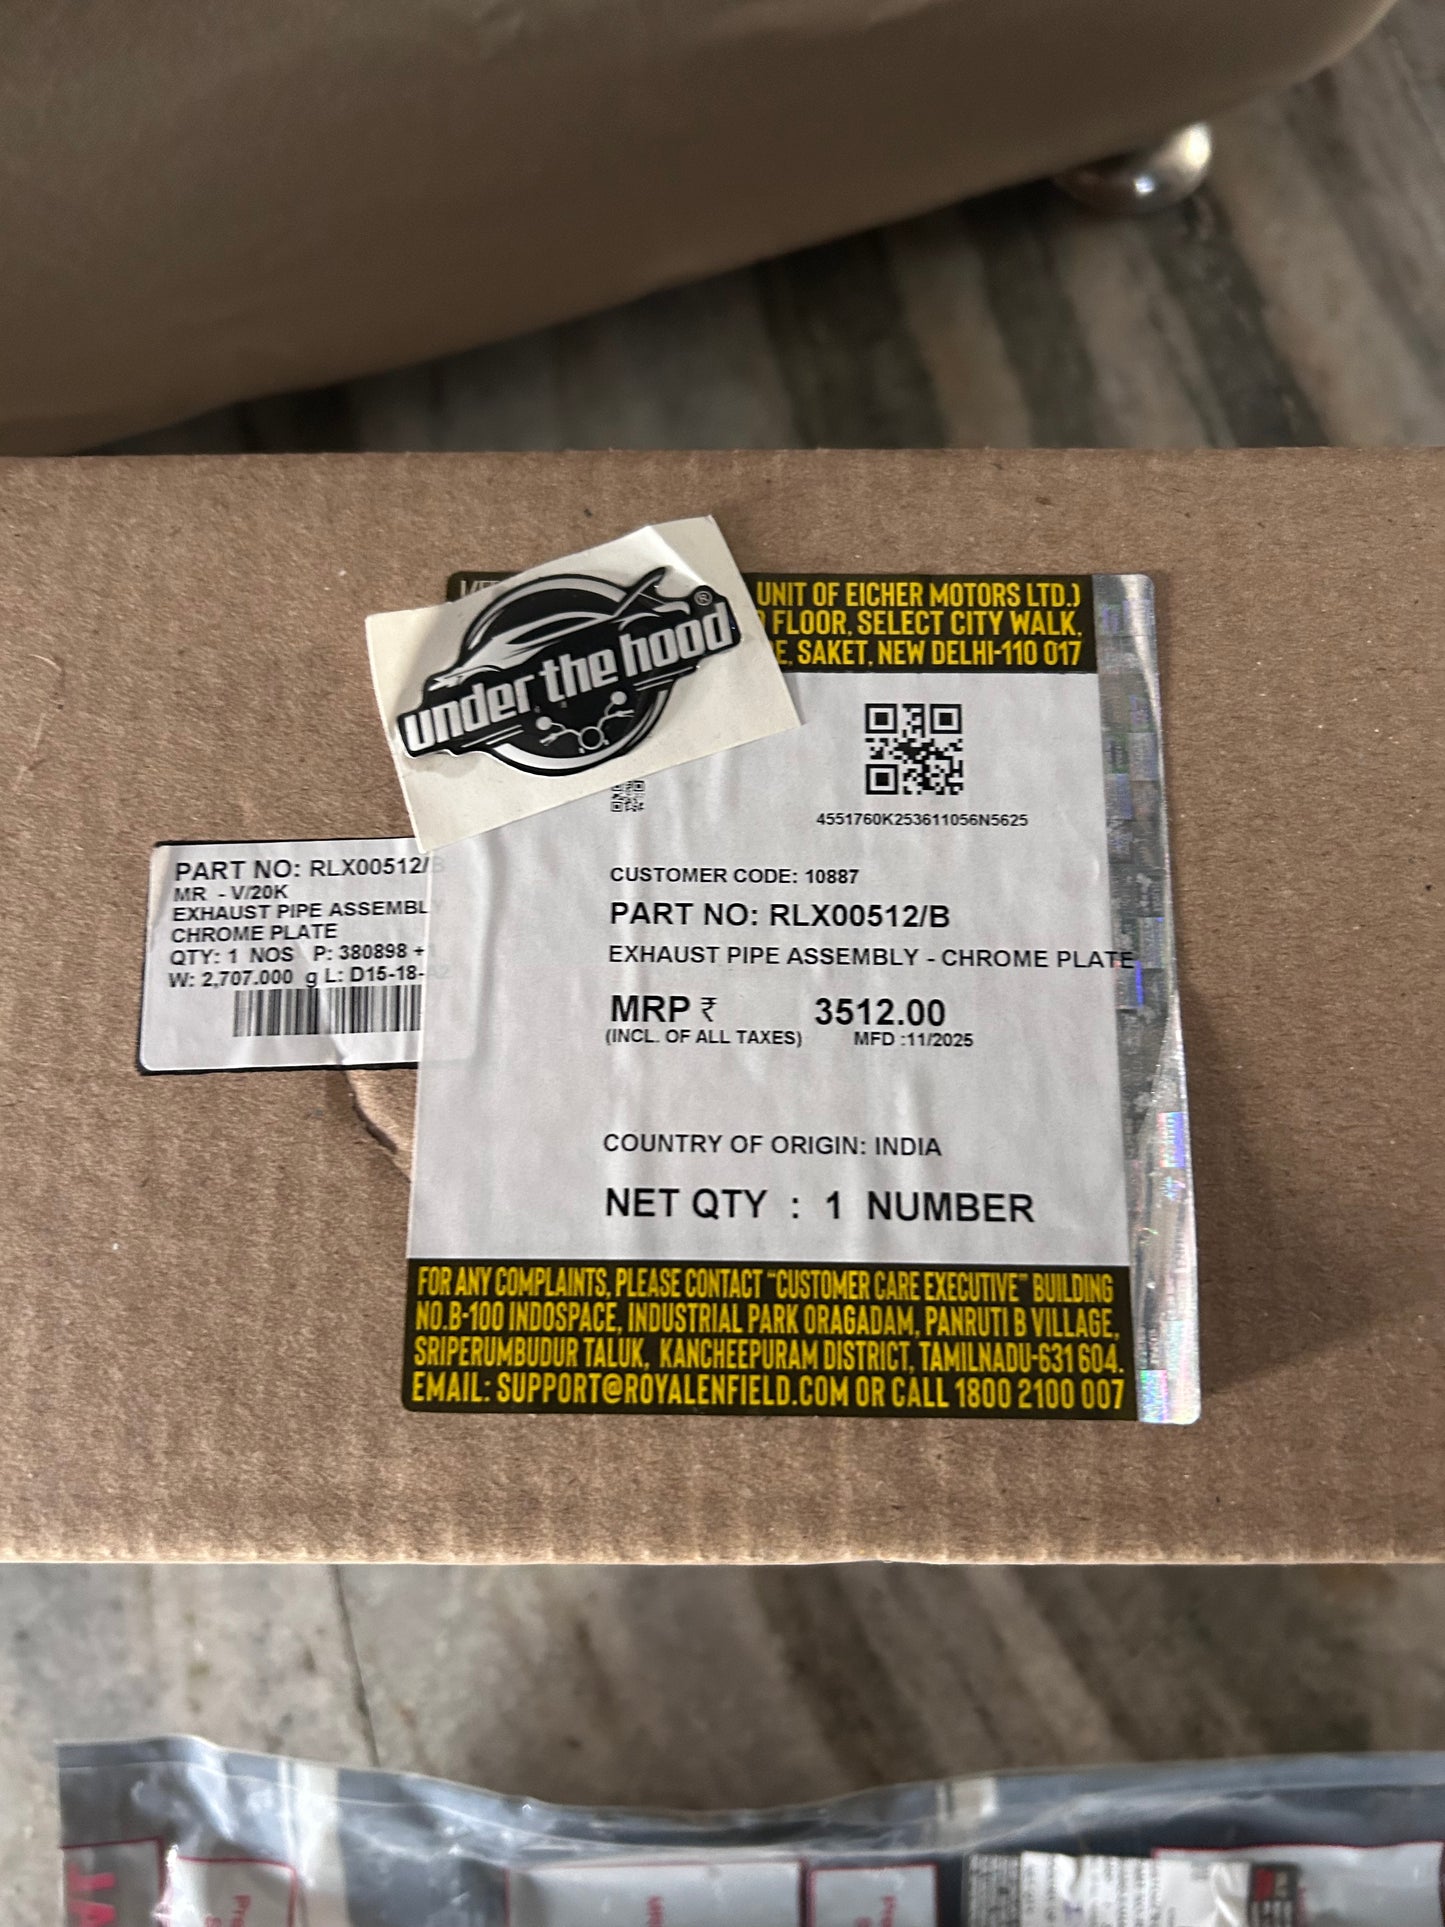 UNIT OF EICHER MOTORS LTD.)
FLOOR, SELECT CITY WALK,
SAKET, NEW DELHI-110 017
under the hood®
4551760K253611056N5625
PART NO: RLX00512/B
MR - V/20K
EXHAUST PIPE ASSEMBL
CHROME PLATE
QTY: 1 NOS P: 380898 +
W: 2,707.000 g L: D15-18-
CUSTOMER CODE: 10887
PART NO: RLX00512/B
EXHAUST PIPE ASSEMBLY - CHROME PLATE
MRP ₹ 3512.00
(INCL. OF ALL TAXES) MFD :11/2025
COUNTRY OF ORIGIN: INDIA
NET QTY : 1 NUMBER
FOR ANY COMPLAINTS, PLEASE CONTACT "CUSTOMER CARE EXECUTIVE" BUILDING
NO.B-100 INDOSPACE, INDUSTRIAL PARK ORAGADAM, PANRUTI B VILLAGE,
SRIPERUMBUDUR TALUK, KANCHEEPURAM DISTRICT, TAMILNADU-631 604.
EMAIL: SUPPORT@ROYALENFIELD.COM OR CALL 1800 2100 007